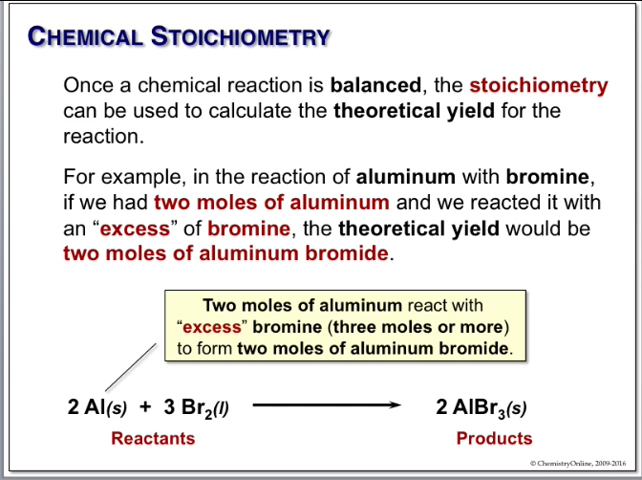 CHEMICAL STOICHIOMETRY
Once a chemical reaction is balanced, the stoichiometry
can be used to calculate the theoretical yield for the
reaction.
For example, in the reaction of aluminum with bromine,
if we had two moles of aluminum and we reacted it with
an “excess” of bromine, the theoretical yield would be
two moles of aluminum bromide.
Two moles of aluminum react with
“excess” bromine (three moles or more)
to form two moles of aluminum bromide.
2 Al(s) + 3 Br₂(l) ⟶ 2 AlBr₃(s)
Reactants Products
© ChemistryOnline, 2009-2016